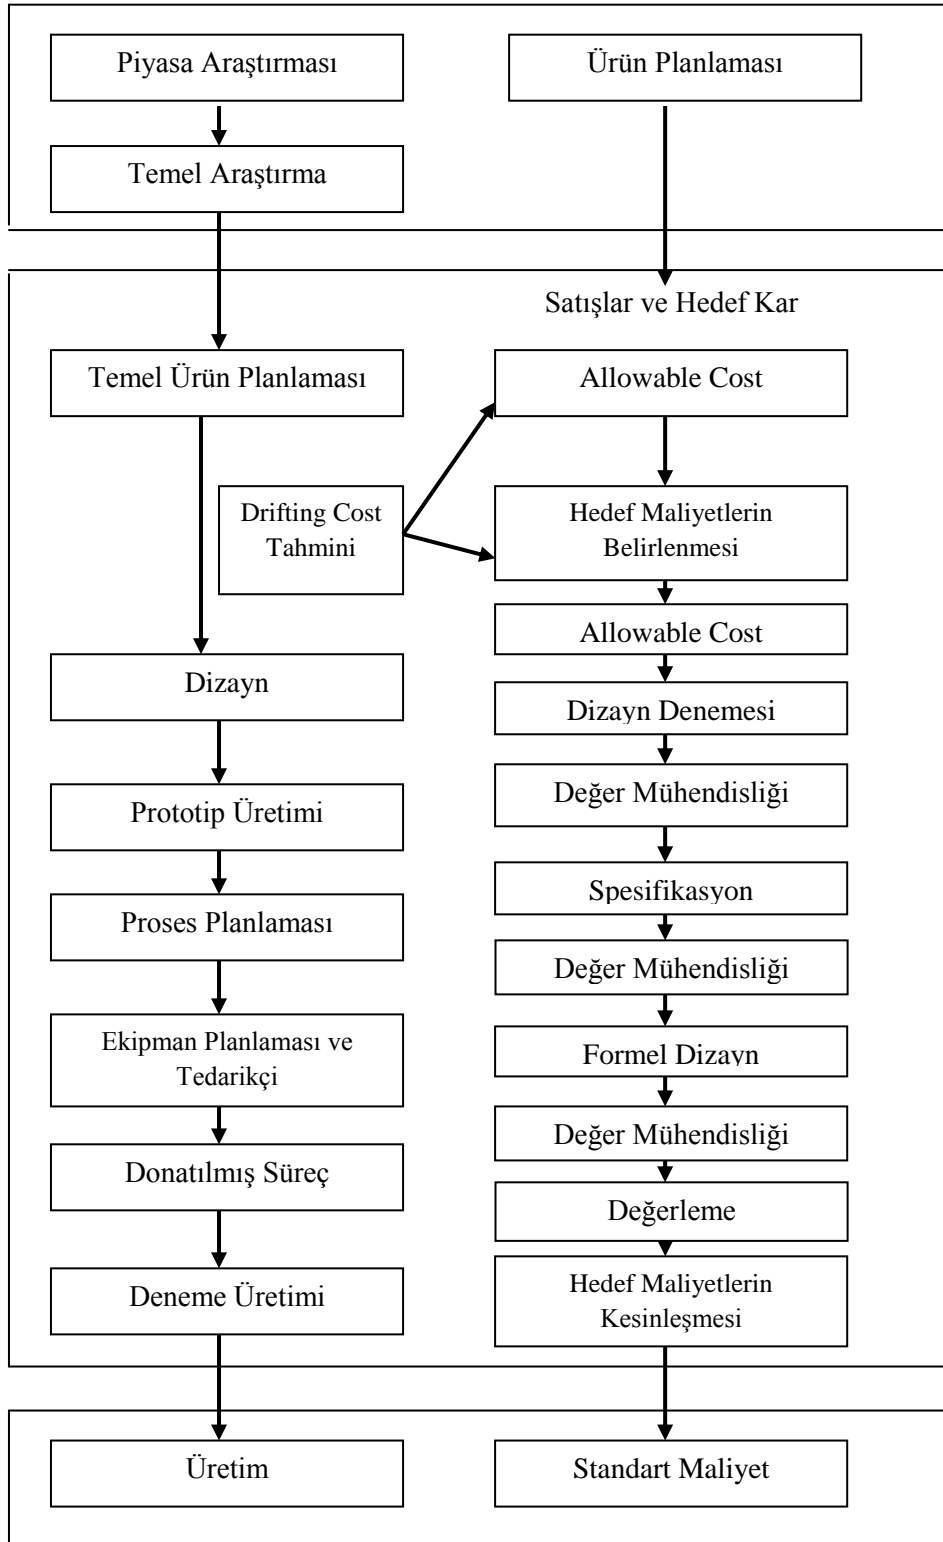 Piyasa Araştırması
Ürün Planlaması
Temel Araştırma
Satışlar ve Hedef Kar
Temel Ürün Planlaması
Allowable Cost
Drifting Cost
Tahmini
Hedef Maliyetlerin
Belirlenmesi
Allowable Cost
Dizayn
Dizayn Denemesi
Prototip Üretimi
Değer Mühendisliği
Proses Planlaması
Spesifikasyon
Değer Mühendisliği
Ekipman Planlaması ve
Tedarikçi
Formel Dizayn
Değer Mühendisliği
Donatılmış Süreç
Değerleme
Deneme Üretimi
Hedef Maliyetlerin
Kesinleşmesi
Üretim
Standart Maliyet